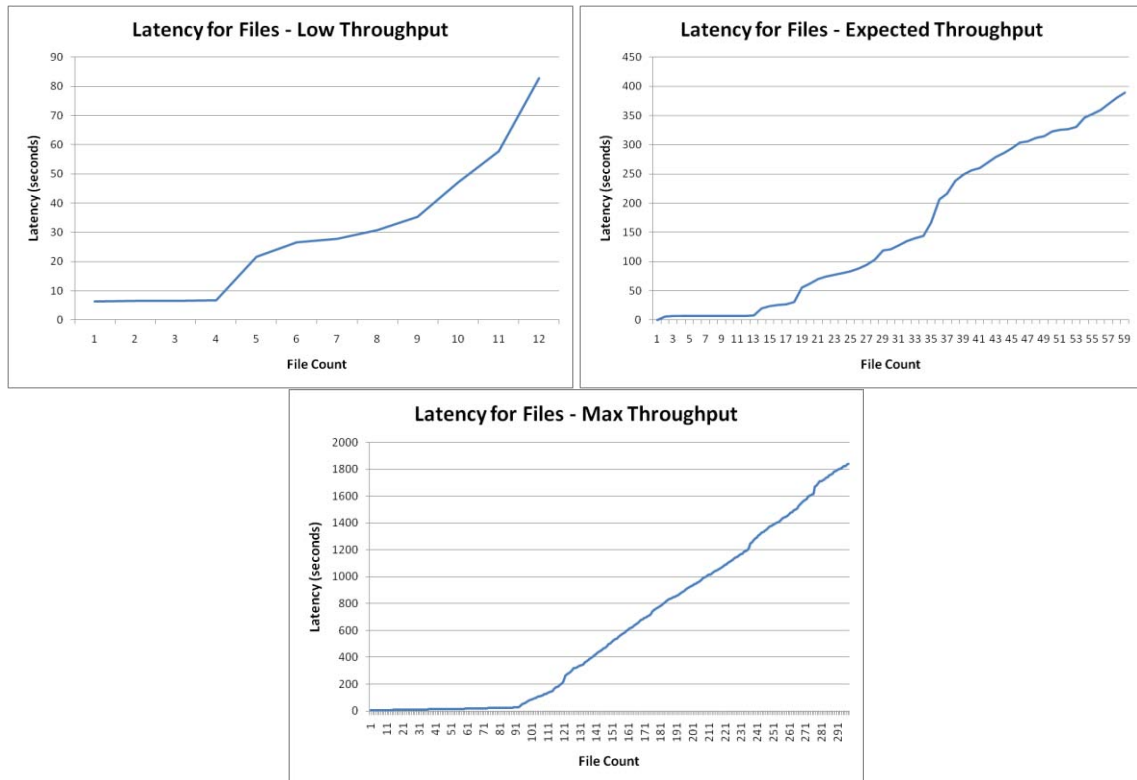 Latency for Files - Low Throughput
90
80
70
60
50
40
30
20
10
0
Latency (seconds)
1 2 3 4 5 6 7 8 9 10 11 12
File Count
Latency for Files - Expected Throughput
450
400
350
300
250
200
150
100
50
0
Latency (seconds)
1 3 5 7 9 11 13 15 17 19 21 23 25 27 29 31 33 35 37 39 41 43 45 47 49 51 53 55 57 59
File Count
Latency for Files - Max Throughput
2000
1800
1600
1400
1200
1000
800
600
400
200
0
Latency (seconds)
1 11 21 31 41 51 61 71 81 91 101 111 121 131 141 151 161 171 181 191 201 211 221 231 241 251 261 271 281 291
File Count